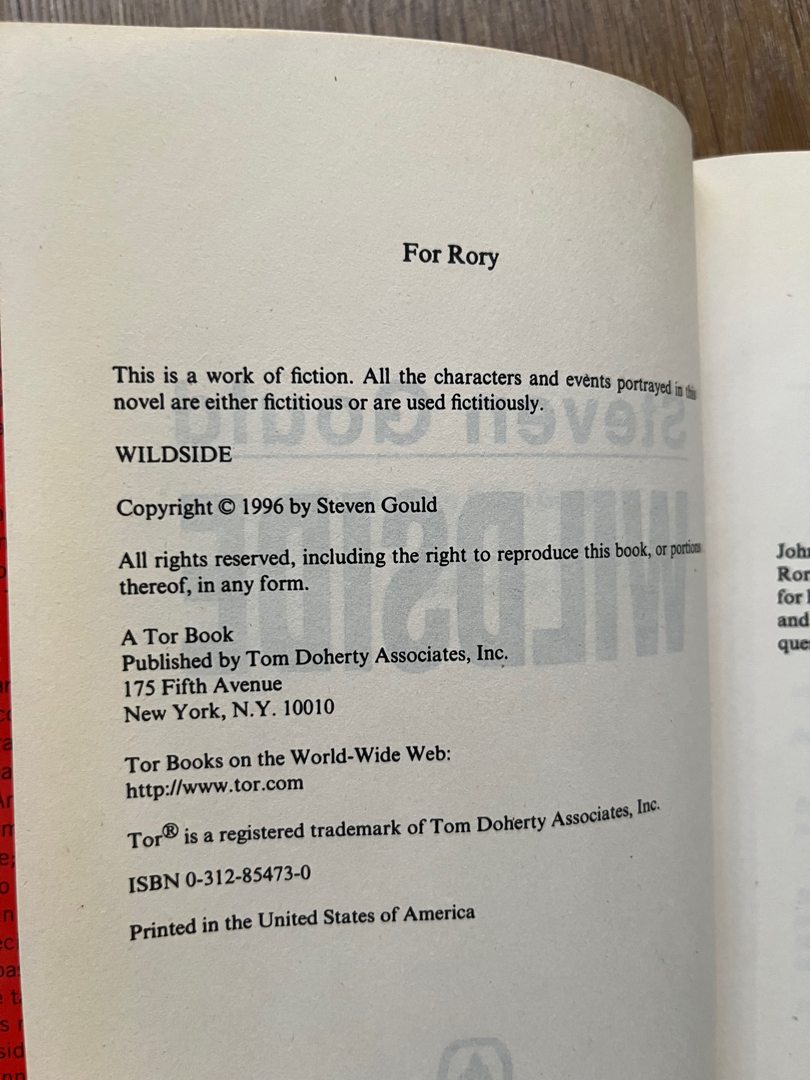 For Rory
This is a work of fiction. All the characters and events portrayed in this
novel are either fictitious or are used fictitiously.
WILDSIDE
Copyright © 1996 by Steven Gould
All rights reserved, including the right to reproduce this book, or portions
thereof, in any form.
A Tor Book
Published by Tom Doherty Associates, Inc.
175 Fifth Avenue
New York, N.Y. 10010
Tor Books on the World-Wide Web:
http://www.tor.com
Tor® is a registered trademark of Tom Doherty Associates, Inc.
ISBN 0-312-85473-0
Printed in the United States of America
Steven Gould
WILDSIDE
and